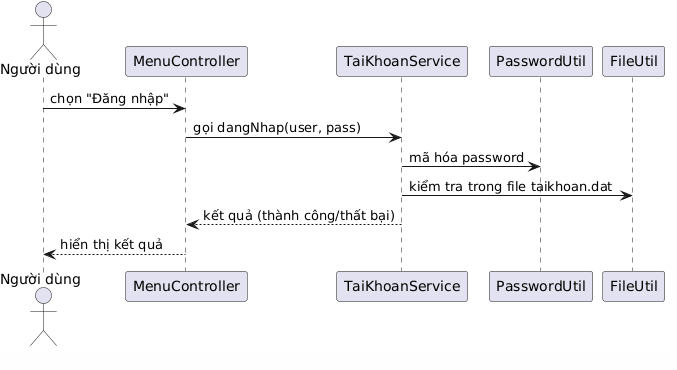 Người dùng
MenuController
TaiKhoanService
PasswordUtil
FileUtil
chọn "Đăng nhập"
gọi dangNhap(user, pass)
mã hóa password
kiểm tra trong file taikhoan.dat
kết quả (thành công/thất bại)
hiển thị kết quả
Người dùng
MenuController
TaiKhoanService
PasswordUtil
FileUtil